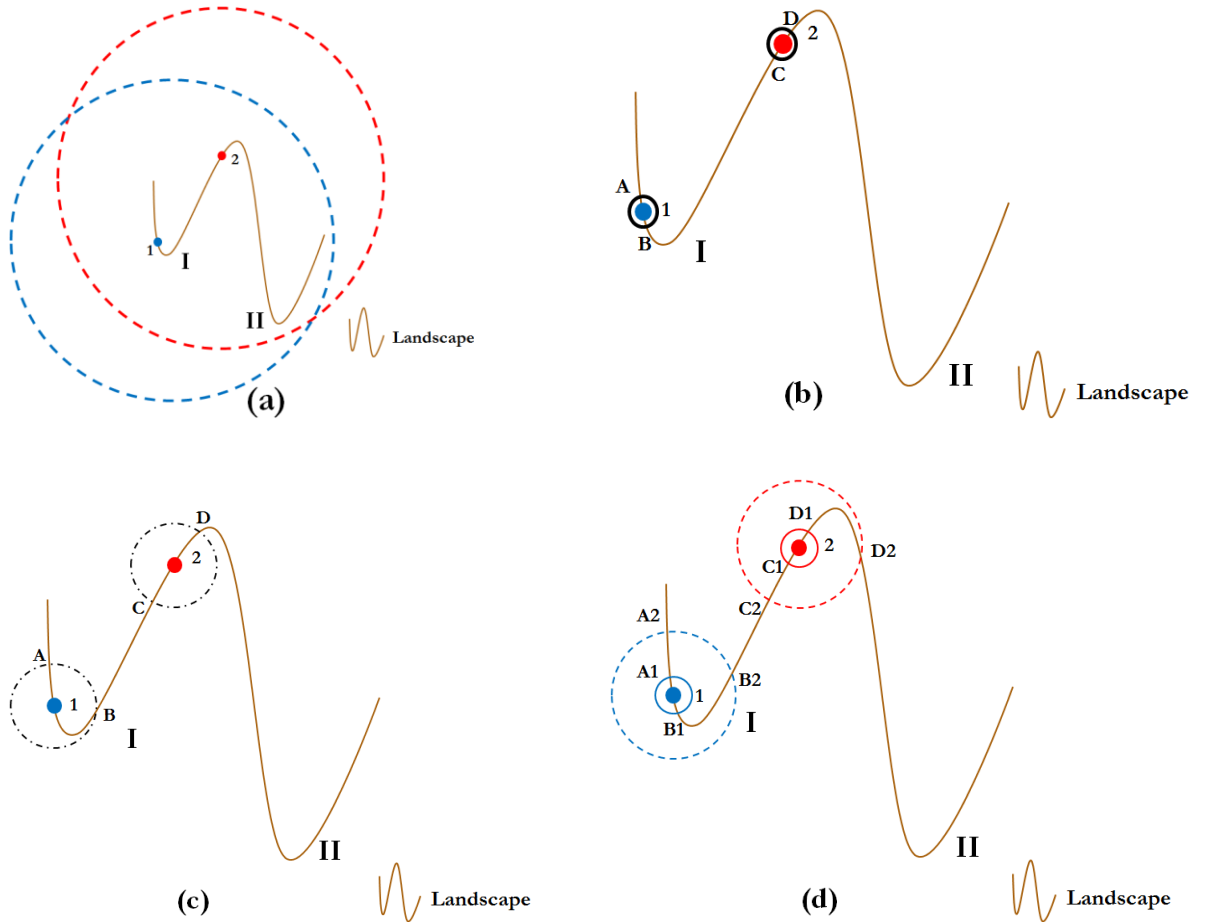 2
1
I
II
Landscape
(a)
D
2
C
A
1
B
I
II
Landscape
(b)
D
2
C
A
1
B
I
II
Landscape
(c)
D1
2
D2
C1
C2
A2
A1
1
B2
B1
I
II
Landscape
(d)